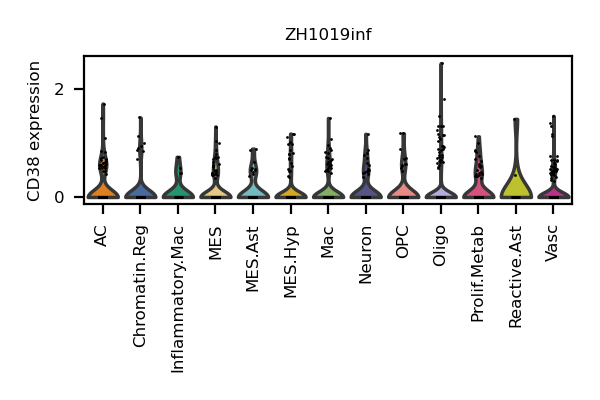 ZH1019inf
CD38 expression
2
0
AC
Chromatin.Reg
Inflammatory.Mac
MES
MES.Ast
MES.Hyp
Mac
Neuron
OPC
Oligo
Prolif.Metab
Reactive.Ast
Vasc